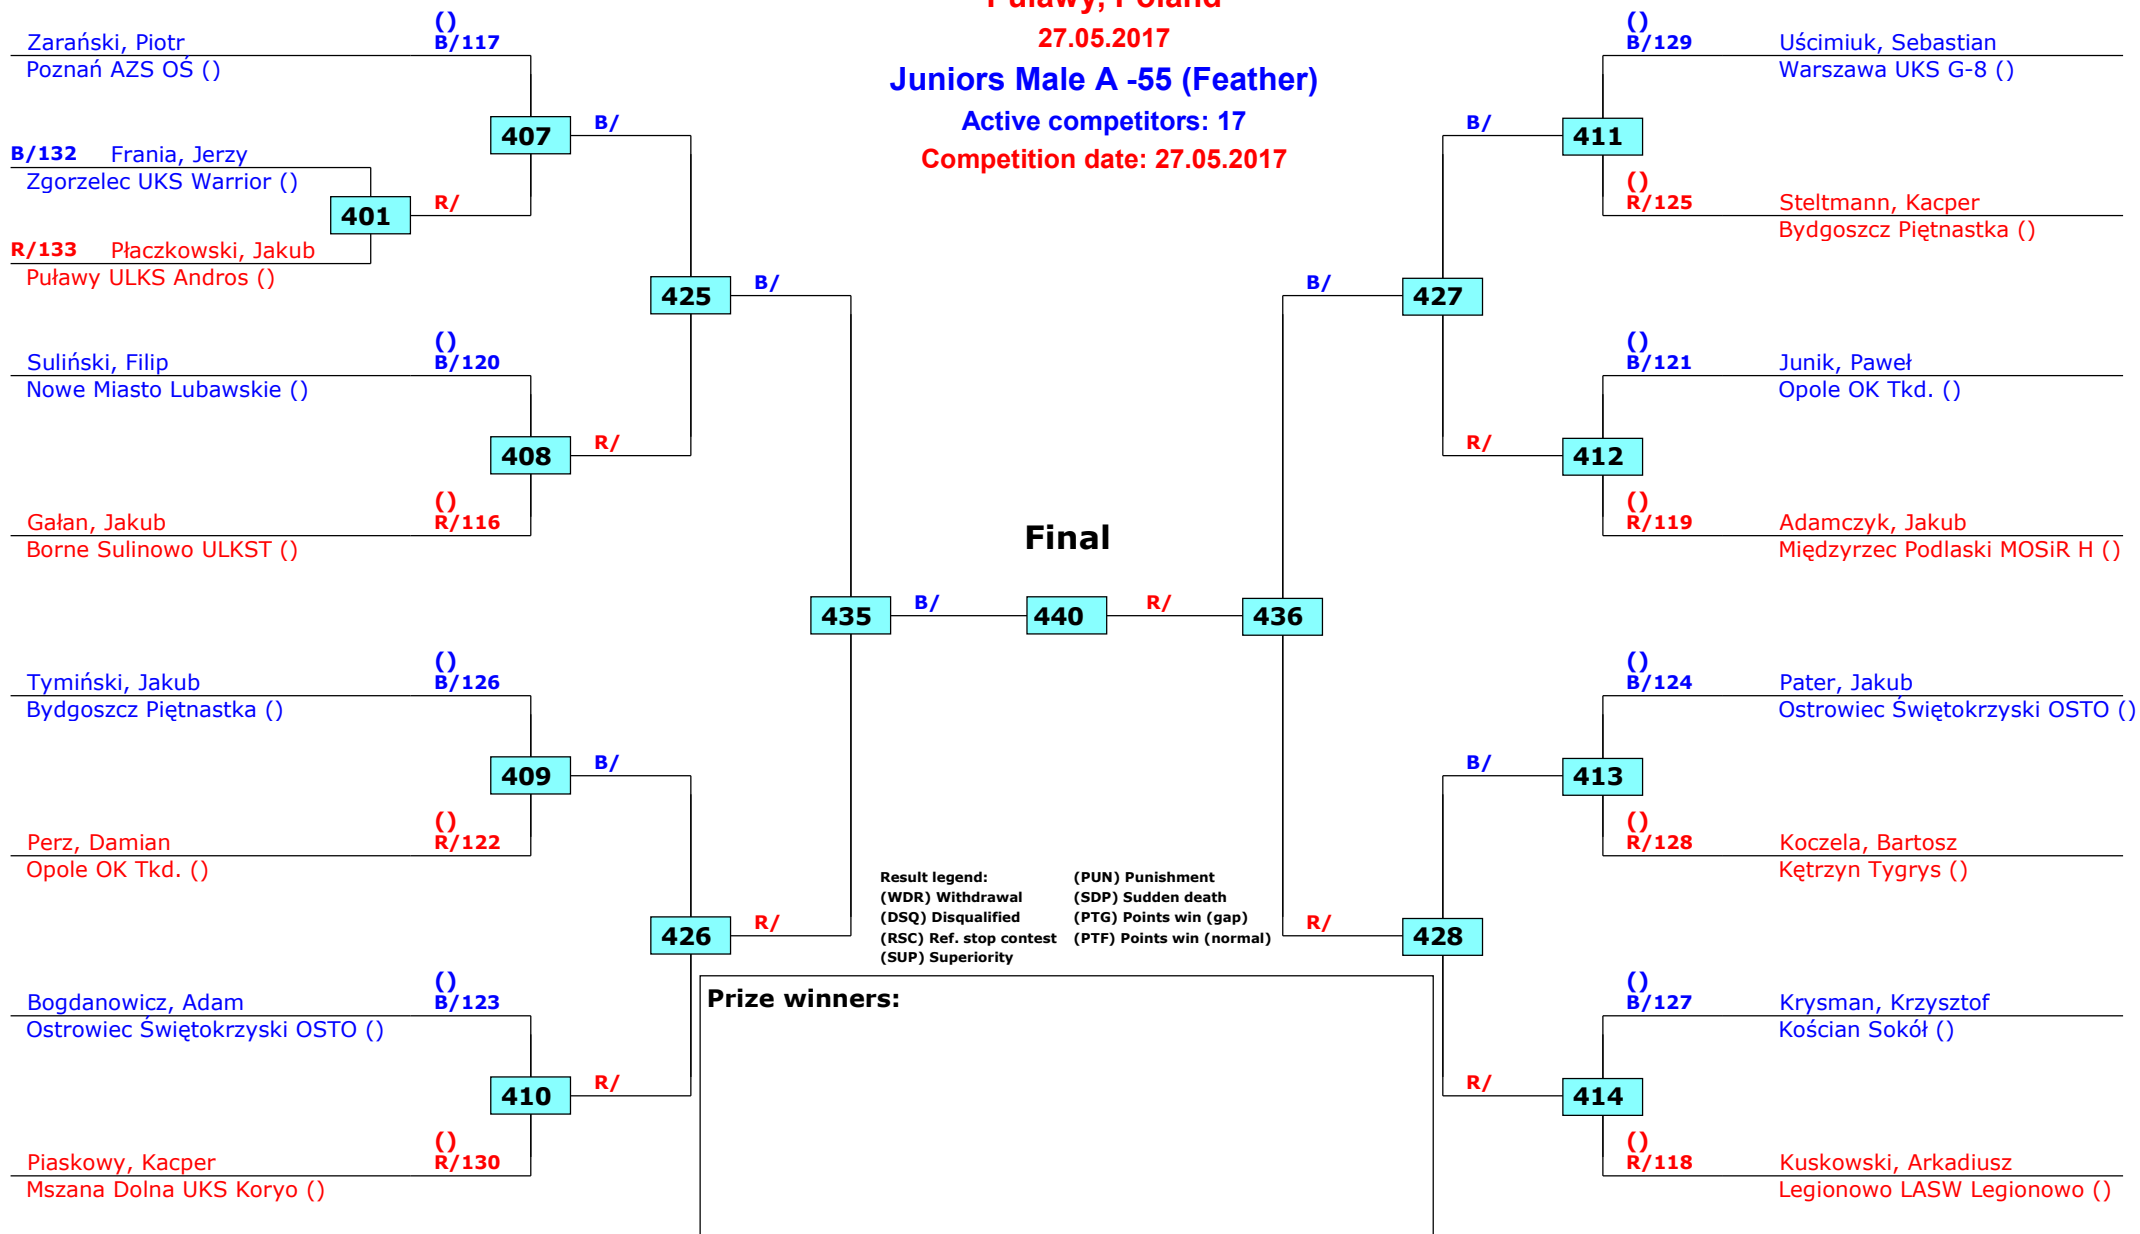 Puławy, Poland
27.05.2017
Juniors Male A -55 (Feather)
Active competitors: 17
Competition date: 27.05.2017
()
Zarański, Piotr B/117
Poznań AZS OŚ ()
407 B/
B/132 Frania, Jerzy
Zgorzelec UKS Warrior ()
401 R/
R/133 Płaczkowski, Jakub
Puławy ULKS Andros ()
425 B/
()
Suliński, Filip B/120
Nowe Miasto Lubawskie ()
408 R/
()
Gałan, Jakub R/116
Borne Sulinowo ULKST ()
Final
435 B/ 440 R/ 436
()
Tymiński, Jakub B/126
Bydgoszcz Piętnastka ()
409 B/
()
Perz, Damian R/122
Opole OK Tkd. ()
426 R/
()
Bogdanowicz, Adam B/123
Ostrowiec Świętokrzyski OSTO ()
410 R/
()
Piaskowy, Kacper R/130
Mszana Dolna UKS Koryo ()
()
B/129 Uścimiuk, Sebastian
Warszawa UKS G-8 ()
B/ 411
()
R/125 Steltmann, Kacper
Bydgoszcz Piętnastka ()
B/ 427
()
B/121 Junik, Paweł
Opole OK Tkd. ()
R/ 412
()
R/119 Adamczyk, Jakub
Międzyrzec Podlaski MOSiR H ()
()
B/124 Pater, Jakub
Ostrowiec Świętokrzyski OSTO ()
B/ 413
()
R/128 Koczela, Bartosz
Kętrzyn Tygrys ()
R/ 428
()
B/127 Krysman, Krzysztof
Kościan Sokół ()
R/ 414
()
R/118 Kuskowski, Arkadiusz
Legionowo LASW Legionowo ()
Result legend: (PUN) Punishment
(WDR) Withdrawal (SDP) Sudden death
(DSQ) Disqualified (PTG) Points win (gap)
(RSC) Ref. stop contest (PTF) Points win (normal)
(SUP) Superiority
Prize winners: